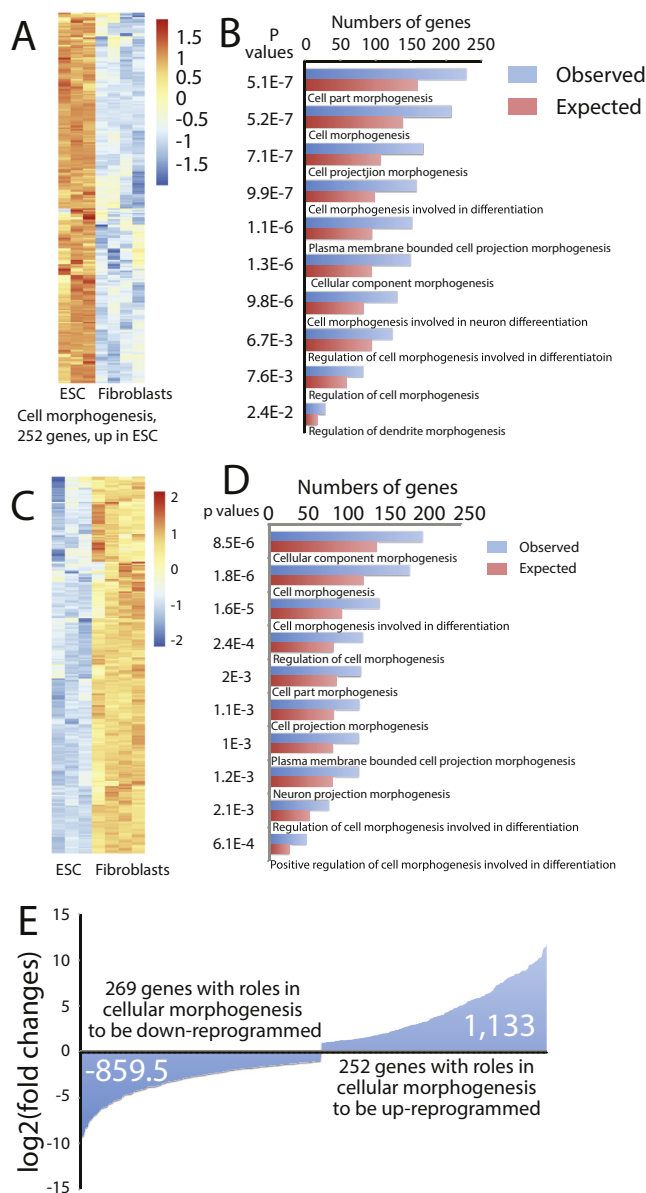 A
1.5
1
0.5
0
-0.5
-1
-1.5
ESC Fibroblasts
Cell morphogenesis,
252 genes, up in ESC
B
P
values
Numbers of genes
0 50 100 150 200 250
Observed
Expected
5.1E-7
Cell part morphogenesis
5.2E-7
Cell morphogenesis
7.1E-7
Cell projectjion morphogenesis
9.9E-7
Cell morphogenesis involved in differentiation
1.1E-6
Plasma membrane bounded cell projection morphogenesis
1.3E-6
Cellular component morphogenesis
9.8E-6
Cell morphogenesis involved in neuron differeentiation
6.7E-3
Regulation of cell morphogenesis involved in differentiatoin
7.6E-3
Regulation of cell morphogenesis
2.4E-2
Regulation of dendrite morphogenesis
C
2
1
0
-1
-2
ESC Fibroblasts
D
Numbers of genes
p values
0 50 100 150 200 250
Observed
Expected
8.5E-6
Cellular component morphogenesis
1.8E-6
Cell morphogenesis
1.6E-5
Cell morphogenesis involved in differentiation
2.4E-4
Regulation of cell morphogenesis
2E-3
Cell part morphogenesis
1.1E-3
Cell projection morphogenesis
1E-3
Plasma membrane bounded cell projection morphogenesis
1.2E-3
Neuron projection morphogenesis
2.1E-3
Regulation of cell morphogenesis involved in differentiation
6.1E-4
Positive regulation of cell morphogenesis involved in differentiation
E
log2(fold changes)
15
10
5
0
-5
-10
-15
269 genes with roles in
cellular morphogenesis
to be down-reprogrammed
1,133
-859.5
252 genes with roles in
cellular morphogenesis
to be up-reprogrammed